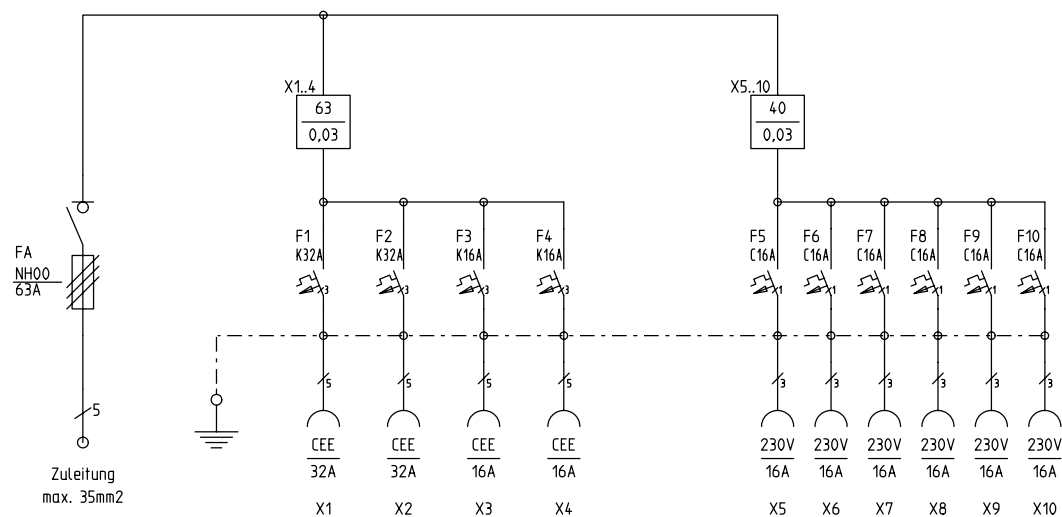 X1..4
63
0,03
X5..10
40
0,03
FA
NH00
63A
F1
K32A
F2
K32A
F3
K16A
F4
K16A
F5
C16A
F6
C16A
F7
C16A
F8
C16A
F9
C16A
F10
C16A
3
3
3
3
1
1
1
1
1
1
5
5
5
5
5
3
3
3
3
3
3
CEE
32A
CEE
32A
CEE
16A
CEE
16A
230V
16A
230V
16A
230V
16A
230V
16A
230V
16A
230V
16A
Zuleitung
max. 35mm2
X1
X2
X3
X4
X5
X6
X7
X8
X9
X10